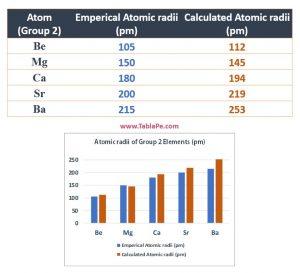 Atom (Group 2) Emperical Atomic radii (pm) Calculated Atomic radii (pm)
Be 105 112
Mg 150 145
Ca 180 194
Sr 200 219
Ba 215 253
www.TablaPe.com
Atomic radii of Group 2 Elements (pm)
250
200
150
100
50
0
Be Mg Ca Sr Ba
Emperical Atomic radii (pm) Calculated Atomic radii (pm)